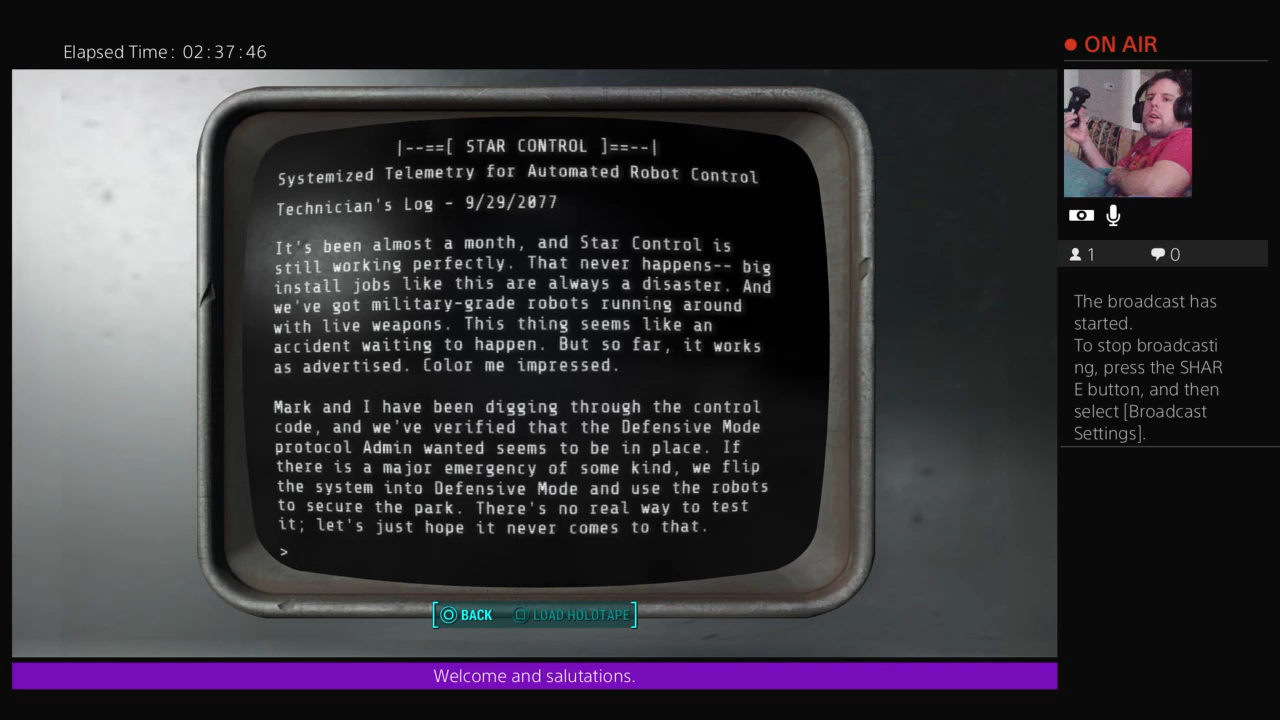 Elapsed Time: 02:37:46
ON AIR
|--==[ STAR CONTROL ]==--|
Systemized Telemetry for Automated Robot Control
Technician's Log - 9/29/2077
It's been almost a month, and Star Control is
still working perfectly. That never happens-- big
install jobs like this are always a disaster. And
we've got military-grade robots running around
with live weapons. This thing seems like an
accident waiting to happen. But so far, it works
as advertised. Color me impressed.
Mark and I have been digging through the control
code, and we've verified that the Defensive Mode
protocol Admin wanted seems to be in place. If
there is a major emergency of some kind, we flip
the system into Defensive Mode and use the robots
to secure the park. There's no real way to test
it; let's just hope it never comes to that.
>
BACK
LOAD HOLOTAPE
1
0
The broadcast has
started.
To stop broadcasti
ng, press the SHAR
E button, and then
select [Broadcast
Settings].
Welcome and salutations.